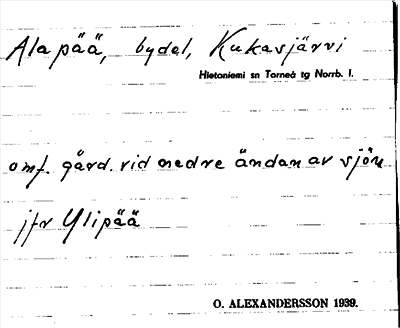 Alapää, bydel, Kukasjärvi
Hietaniemi sn Torneå tg Norrb. l.
omf. gård. vid nedre ändan av sjön
jfr Ylipää
O. ALEXANDERSSON 1939.